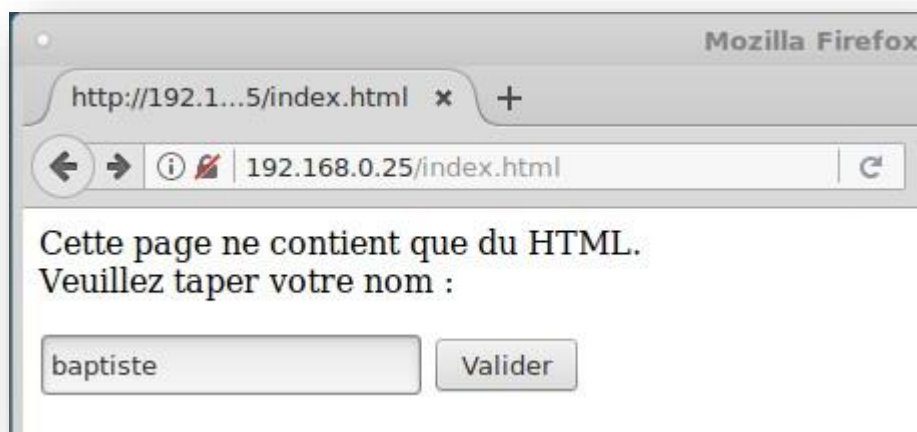 Mozilla Firefox
http://192.1...5/index.html
192.168.0.25/index.html
Cette page ne contient que du HTML.
Veuillez taper votre nom :
baptiste Valider